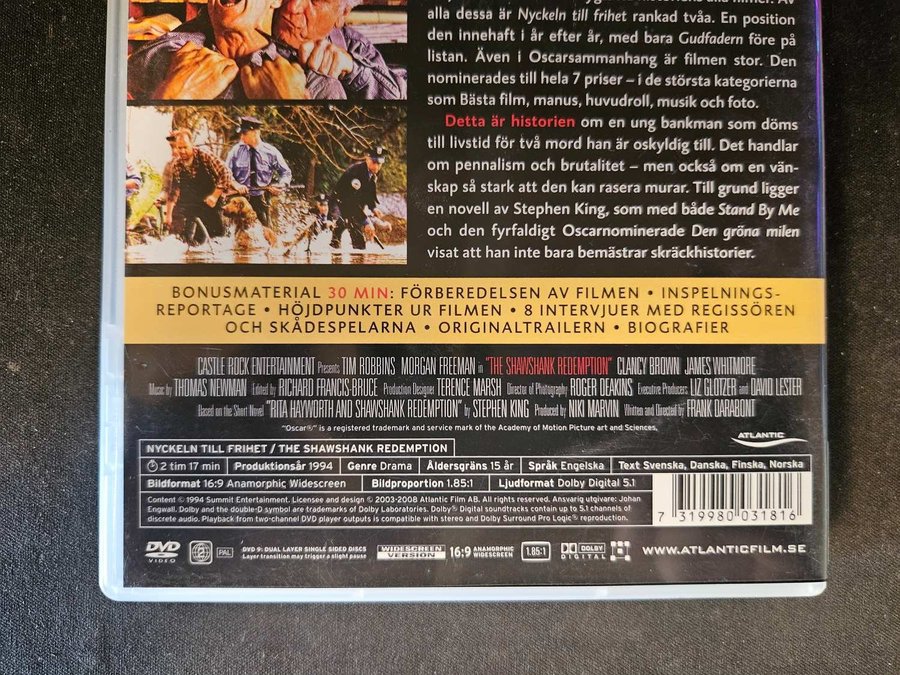 alla dessa är Nyckeln till frihet rankad tvåa. En position
den innehaft i år efter år, med bara Gudfadern före på
listan. Även i Oscarsammanhang är filmen stor. Den
nominerades till hela 7 priser – i de största kategorierna
som Bästa film, manus, huvudroll, musik och foto.
Detta är historien om en ung bankman som döms
till livstid för två mord han är oskyldig till. Det handlar
om pennalism och brutalitet – men också om en vän-
skap så stark att den kan rasera murar. Till grund ligger
en novell av Stephen King, som med både Stand By Me
och den fyrfaldigt Oscarnominerade Den gröna milen
visat att han inte bara bemästrar skräckhistorier.
BONUSMATERIAL 30 MIN: FÖRBEREDELSEN AV FILMEN • INSPELNINGS-
REPORTAGE • HÖJDPUNKTER UR FILMEN • 8 INTERVJUER MED REGISSÖREN
OCH SKÅDESPELARNA • ORIGINALTRAILERN • BIOGRAFIER
CASTLE ROCK ENTERTAINMENT Presents TIM ROBBINS MORGAN FREEMAN in "THE SHAWSHANK REDEMPTION" CLANCY BROWN JAMES WHITMORE
Music by THOMAS NEWMAN Edited by RICHARD FRANCIS-BRUCE Production Designer TERENCE MARSH Director of Photography ROGER DEAKINS Executive Producers LIZ GLOTZER and DAVID LESTER
Based on the Short Novel "RITA HAYWORTH AND SHAWSHANK REDEMPTION" by STEPHEN KING Produced by NIKI MARVIN Written and Directed by FRANK DARABONT
"Oscar®" is a registered trademark and service mark of the Academy of Motion Picture art and Sciences.
ATLANTIC
NYCKELN TILL FRIHET / THE SHAWSHANK REDEMPTION
2 tim 17 min Produktionsår 1994 Genre Drama Åldersgräns 15 år Språk Engelska Text Svenska, Danska, Finska, Norska
Bildformat 16:9 Anamorphic Widescreen Bildproportion 1.85:1 Ljudformat Dolby Digital 5.1
Content © 1994 Summit Entertainment. Licensee and design © 2003-2008 Atlantic Film AB. All rights reserved. Ansvarig utgivare: Johan
Engwall. Dolby and the double-D symbol are trademarks of Dolby Laboratories. Dolby® Digital soundtracks contain up to 5.1 channels of
discrete audio. Playback from two-channel DVD player outputs is compatible with stereo and Dolby Surround Pro Logic® reproduction.
7 319980 031816
DVD VIDEO 2 PAL DVD 9: DUAL LAYER SINGLE SIDED DISCS
Layer transition may trigger a slight pause
WIDESCREEN VERSION 16:9 ANAMORPHIC WIDESCREEN 1.85:1 DOLBY DIGITAL
WWW.ATLANTICFILM.SE